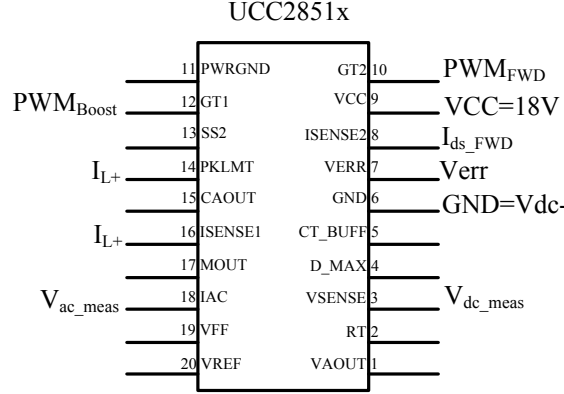 UCC2851x
11 PWRGND GT2 10 PWM_FWD
PWM_Boost 12 GT1 VCC 9 VCC=18V
13 SS2 ISENSE2 8 I_ds_FWD
I_L+ 14 PKLMT VERR 7 Verr
15 CAOUT GND 6 GND=Vdc-
I_L+ 16 ISENSE1 CT_BUFF 5
17 MOUT D_MAX 4
V_ac_meas 18 IAC VSENSE 3 V_dc_meas
19 VFF RT 2
20 VREF VAOUT 1